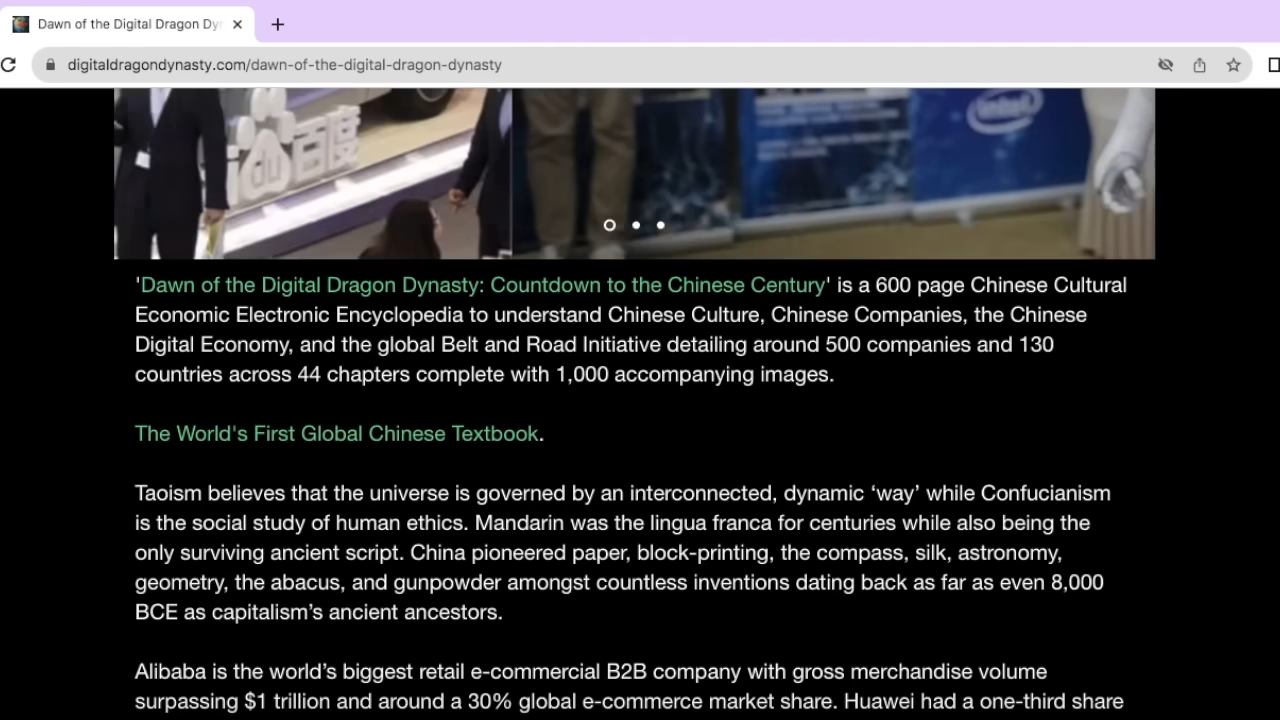 Dawn of the Digital Dragon Dy
digitaldragondynasty.com/dawn-of-the-digital-dragon-dynasty
du百度
intel
'Dawn of the Digital Dragon Dynasty: Countdown to the Chinese Century' is a 600 page Chinese Cultural
Economic Electronic Encyclopedia to understand Chinese Culture, Chinese Companies, the Chinese
Digital Economy, and the global Belt and Road Initiative detailing around 500 companies and 130
countries across 44 chapters complete with 1,000 accompanying images.
The World's First Global Chinese Textbook.
Taoism believes that the universe is governed by an interconnected, dynamic ‘way’ while Confucianism
is the social study of human ethics. Mandarin was the lingua franca for centuries while also being the
only surviving ancient script. China pioneered paper, block-printing, the compass, silk, astronomy,
geometry, the abacus, and gunpowder amongst countless inventions dating back as far as even 8,000
BCE as capitalism’s ancient ancestors.
Alibaba is the world’s biggest retail e-commercial B2B company with gross merchandise volume
surpassing $1 trillion and around a 30% global e-commerce market share. Huawei had a one-third share